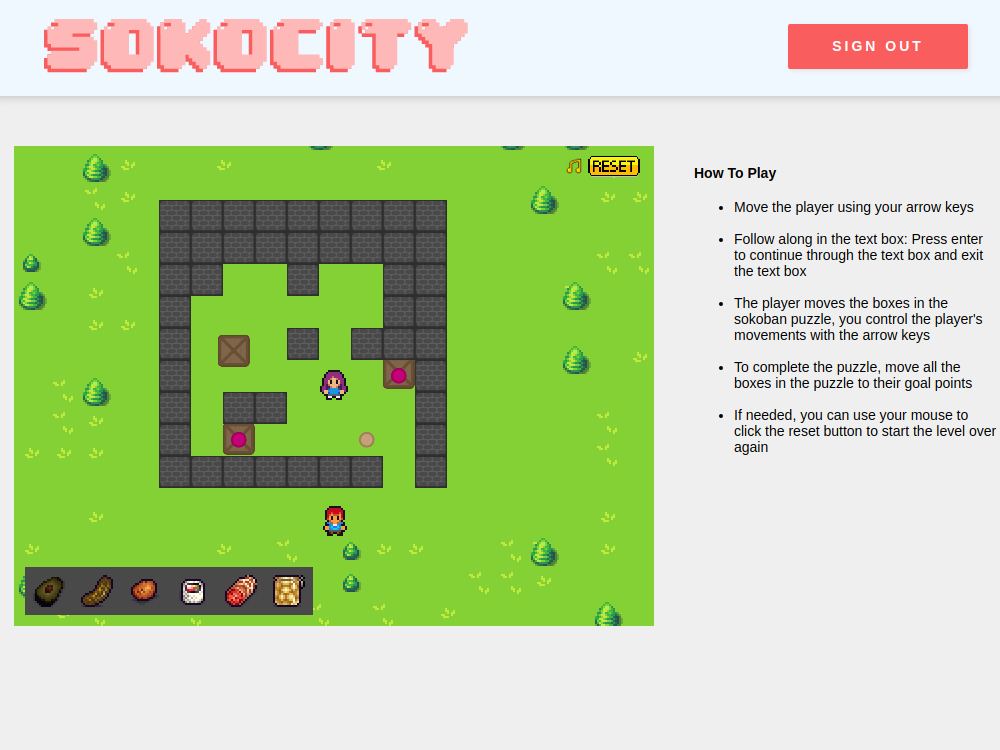 SOKOCITY
SIGN OUT
RESET
How To Play
Move the player using your arrow keys
Follow along in the text box: Press enter
to continue through the text box and exit
the text box
The player moves the boxes in the
sokoban puzzle, you control the player's
movements with the arrow keys
To complete the puzzle, move all the
boxes in the puzzle to their goal points
If needed, you can use your mouse to
click the reset button to start the level over
again